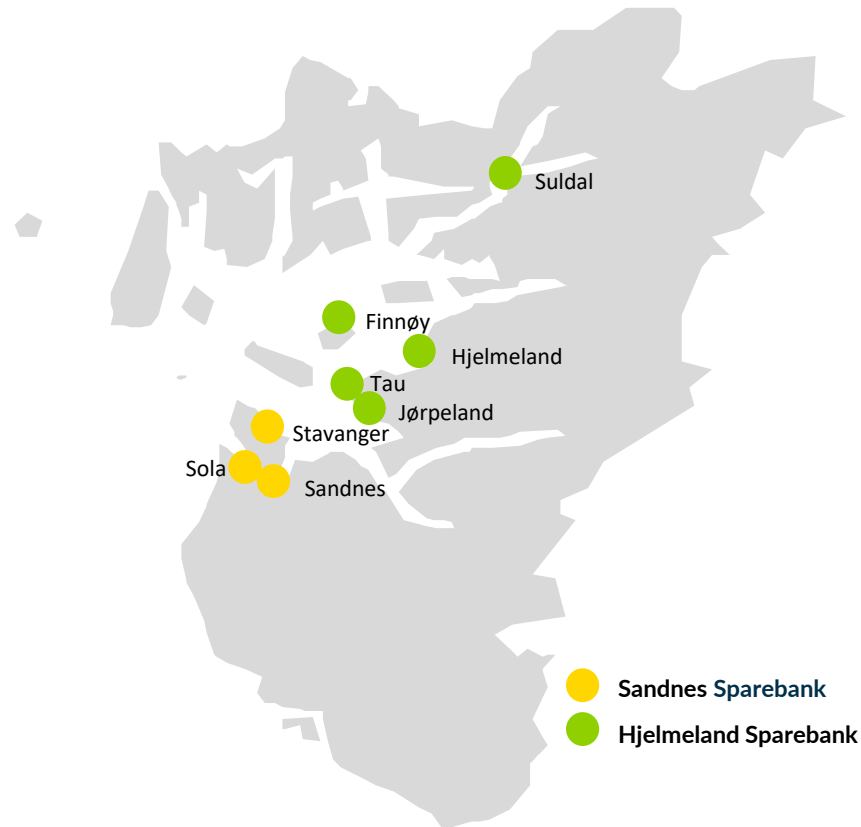 Suldal
Finnøy
Hjelmeland
Tau
Jørpeland
Stavanger
Sola
Sandnes
Sandnes Sparebank
Hjelmeland Sparebank